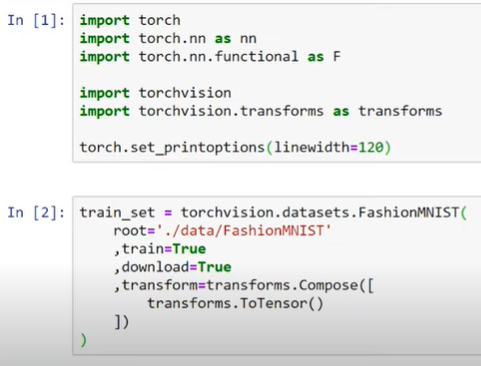 In [1]: import torch
import torch.nn as nn
import torch.nn.functional as F
import torchvision
import torchvision.transforms as transforms
torch.set_printoptions(linewidth=120)
In [2]: train_set = torchvision.datasets.FashionMNIST(
root='./data/FashionMNIST'
,train=True
,download=True
,transform=transforms.Compose([
transforms.ToTensor()
])
)